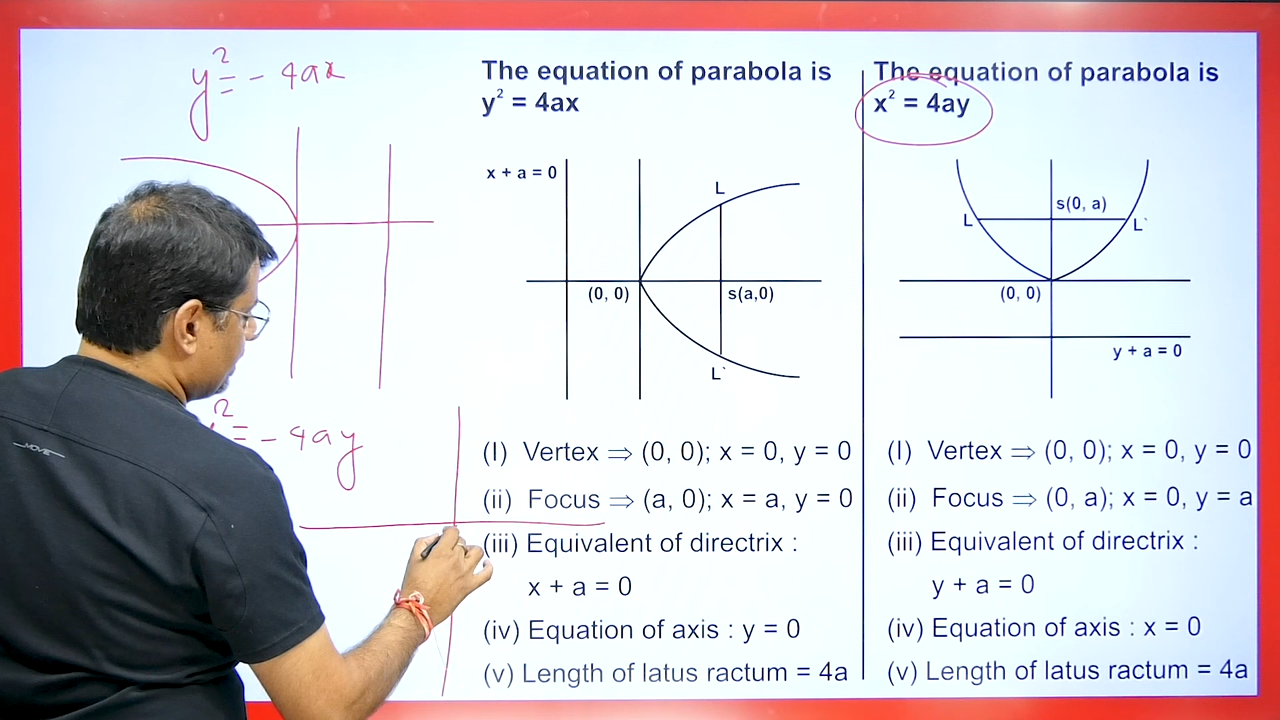 y² = - 4ax
² = - 4ay
MOVE
The equation of parabola is
y² = 4ax
x + a = 0
L
(0, 0)
s(a,0)
L`
(I) Vertex ⇒ (0, 0); x = 0, y = 0
(ii) Focus ⇒ (a, 0); x = a, y = 0
(iii) Equivalent of directrix :
x + a = 0
(iv) Equation of axis : y = 0
(v) Length of latus ractum = 4a
The equation of parabola is
x² = 4ay
s(0, a)
L
L`
(0, 0)
y + a = 0
(I) Vertex ⇒ (0, 0); x = 0, y = 0
(ii) Focus ⇒ (0, a); x = 0, y = a
(iii) Equivalent of directrix :
y + a = 0
(iv) Equation of axis : x = 0
(v) Length of latus ractum = 4a